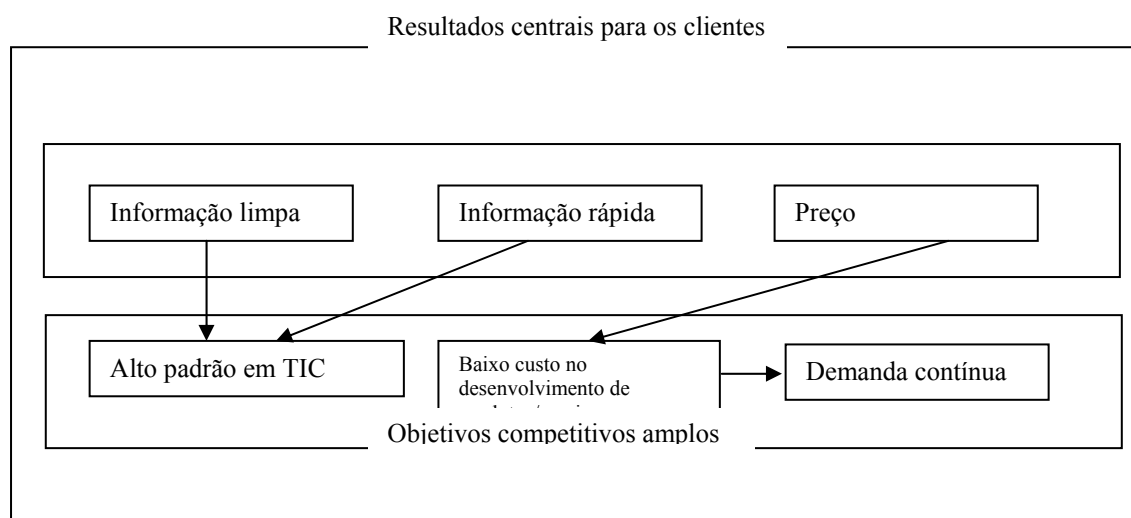 Resultados centrais para os clientes
Informação limpa
Informação rápida
Preço
Alto padrão em TIC
Baixo custo no
desenvolvimento de
Demanda contínua
Objetivos competitivos amplos